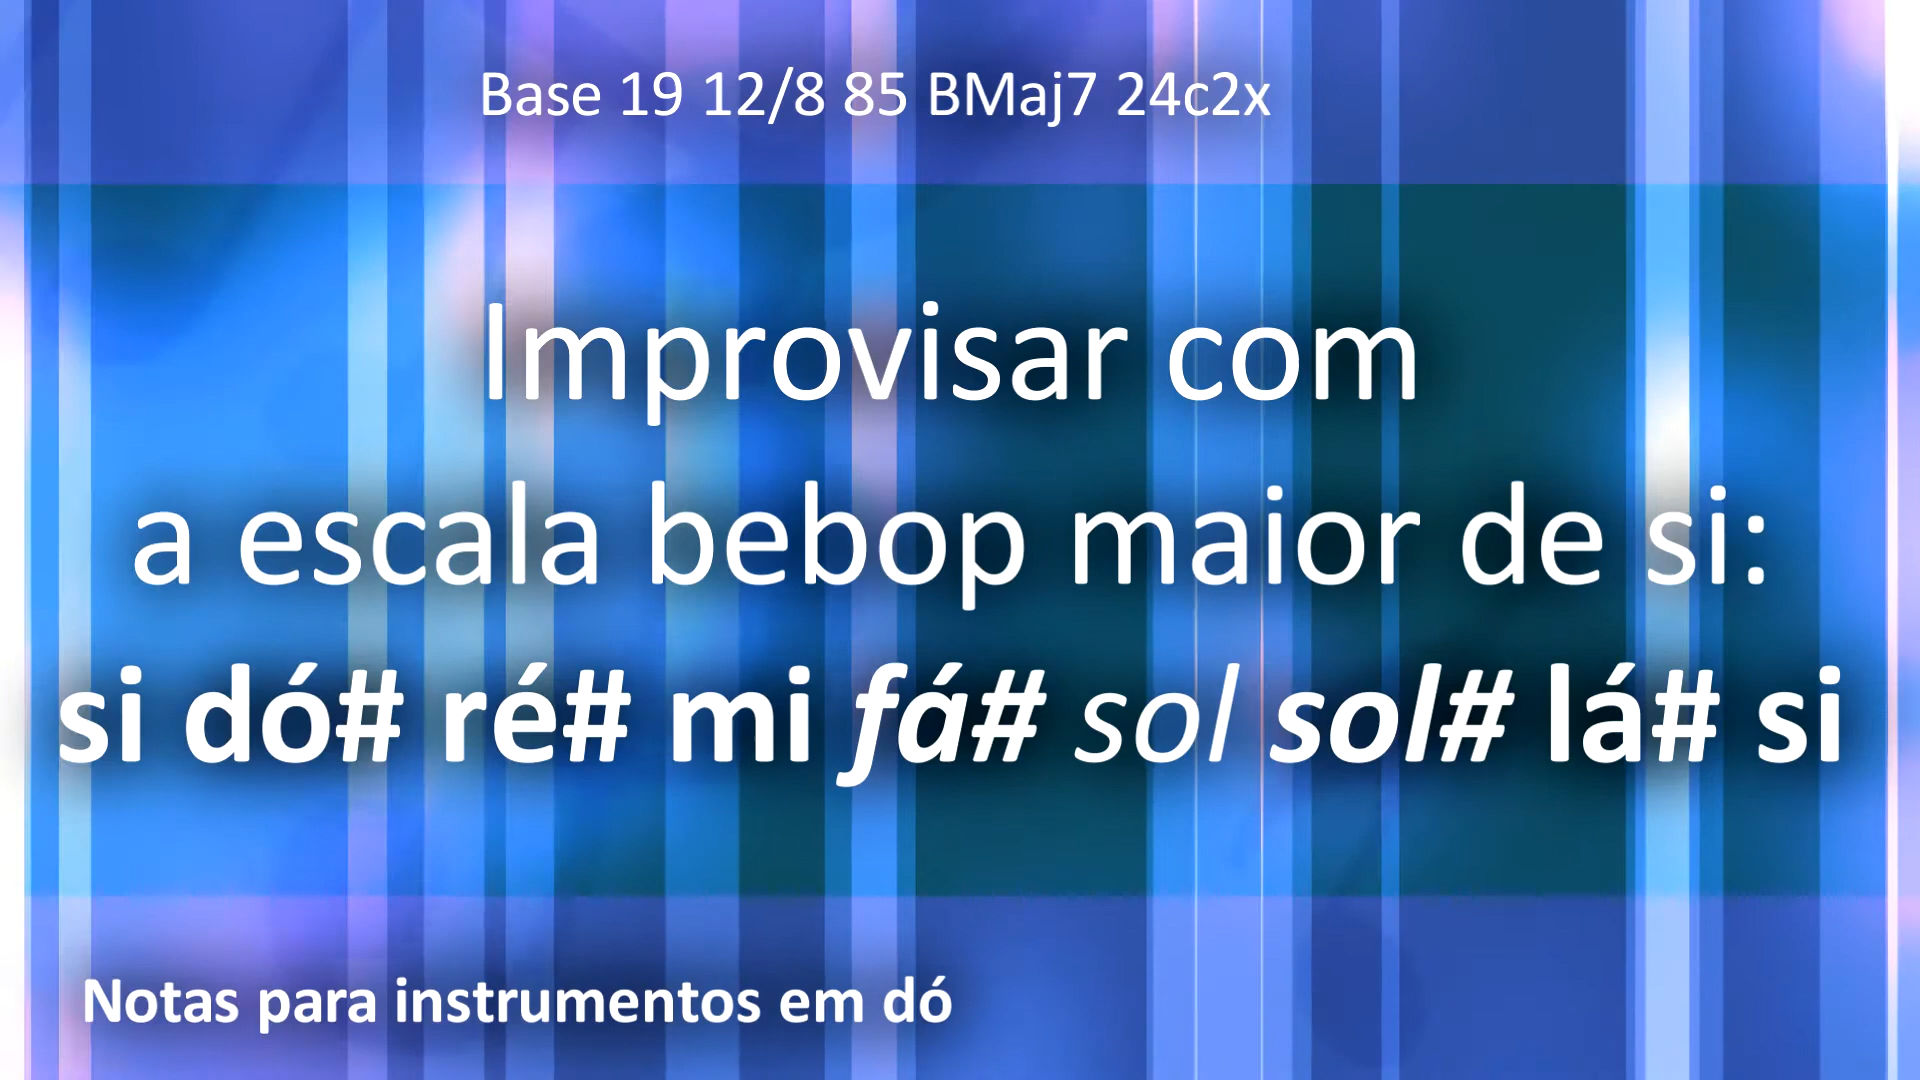 Base 19 12/8 85 BMaj7 24c2x
Improvisar com
a escala bebop maior de si:
si dó# ré# mi fá# sol sol# lá# si
Notas para instrumentos em dó